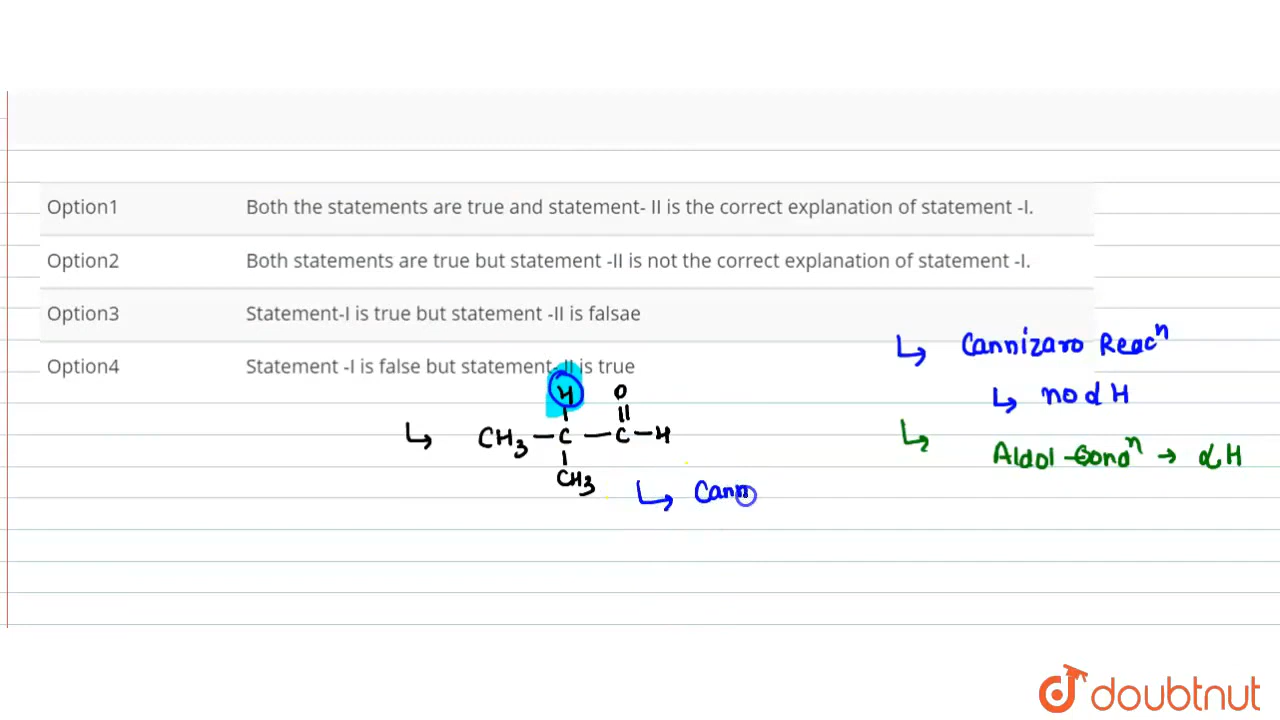 Option1 Both the statements are true and statement- II is the correct explanation of statement -I.
Option2 Both statements are true but statement -II is not the correct explanation of statement -I.
Option3 Statement-I is true but statement -II is falsae
Option4 Statement -I is false but statement- II is true
↳ Cannizaro Reacⁿ
↳ no α H
↳ Aldol -Condⁿ → α H
H O
↳ CH₃ – C – C – H
CH₃
↳ Cann
doubtnut